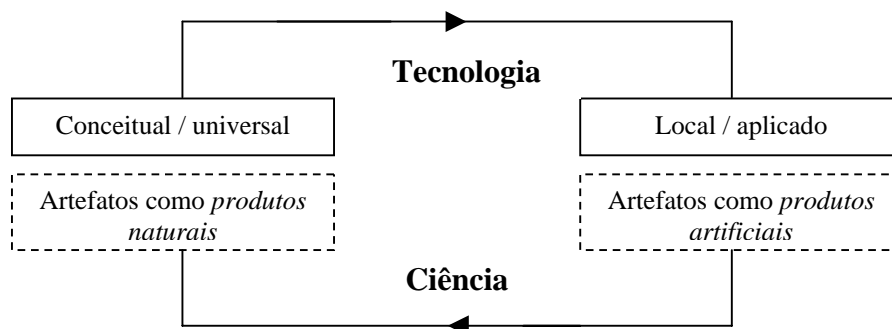 Tecnologia
Conceitual / universal
Local / aplicado
Artefatos como produtos
naturais
Artefatos como produtos
artificiais
Ciência